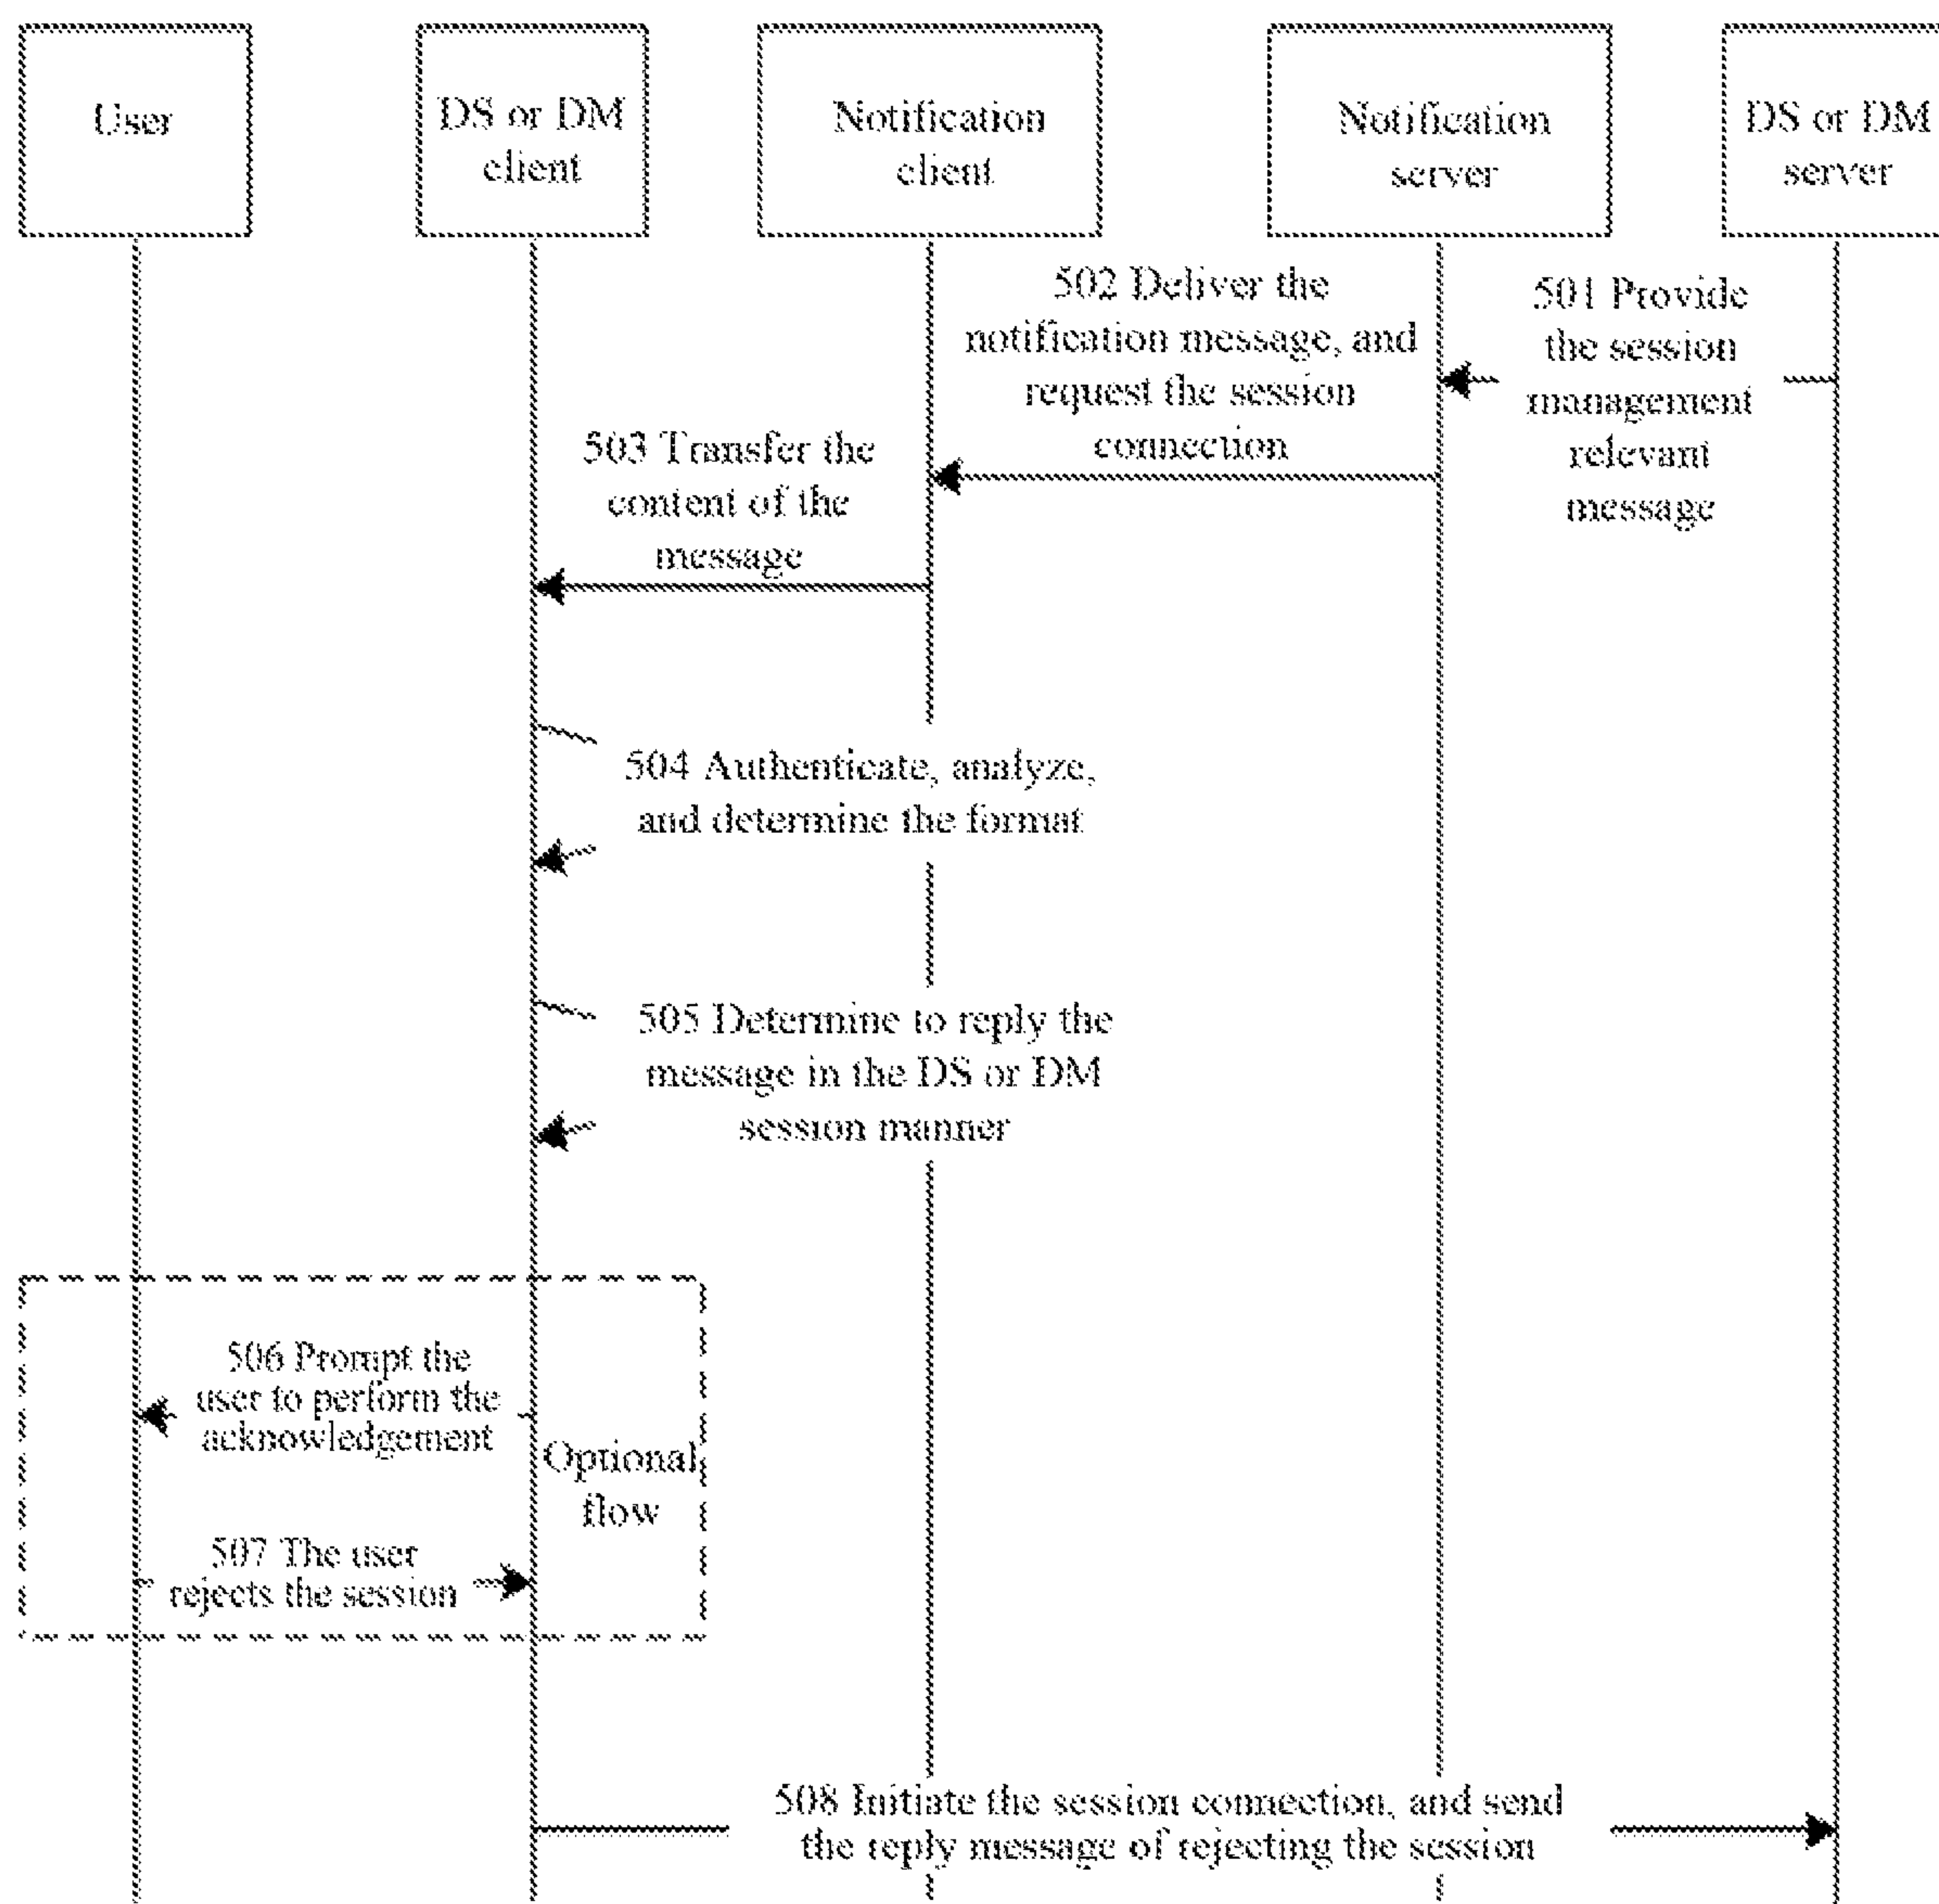 User
DS or DM
client
Notification
client
Notification
server
DS or DM
server
501 Provide
the session
management
relevant
message
502 Deliver the
notification message, and
request the session
connection
503 Transfer the
content of the
message
504 Authenticate, analyze,
and determine the format
505 Determine to reply the
message in the DS or DM
session manner
506 Prompt the
user to perform the
acknowledgement
Optional
flow
507 The user
rejects the session
508 Initiate the session connection, and send
the reply message of rejecting the session